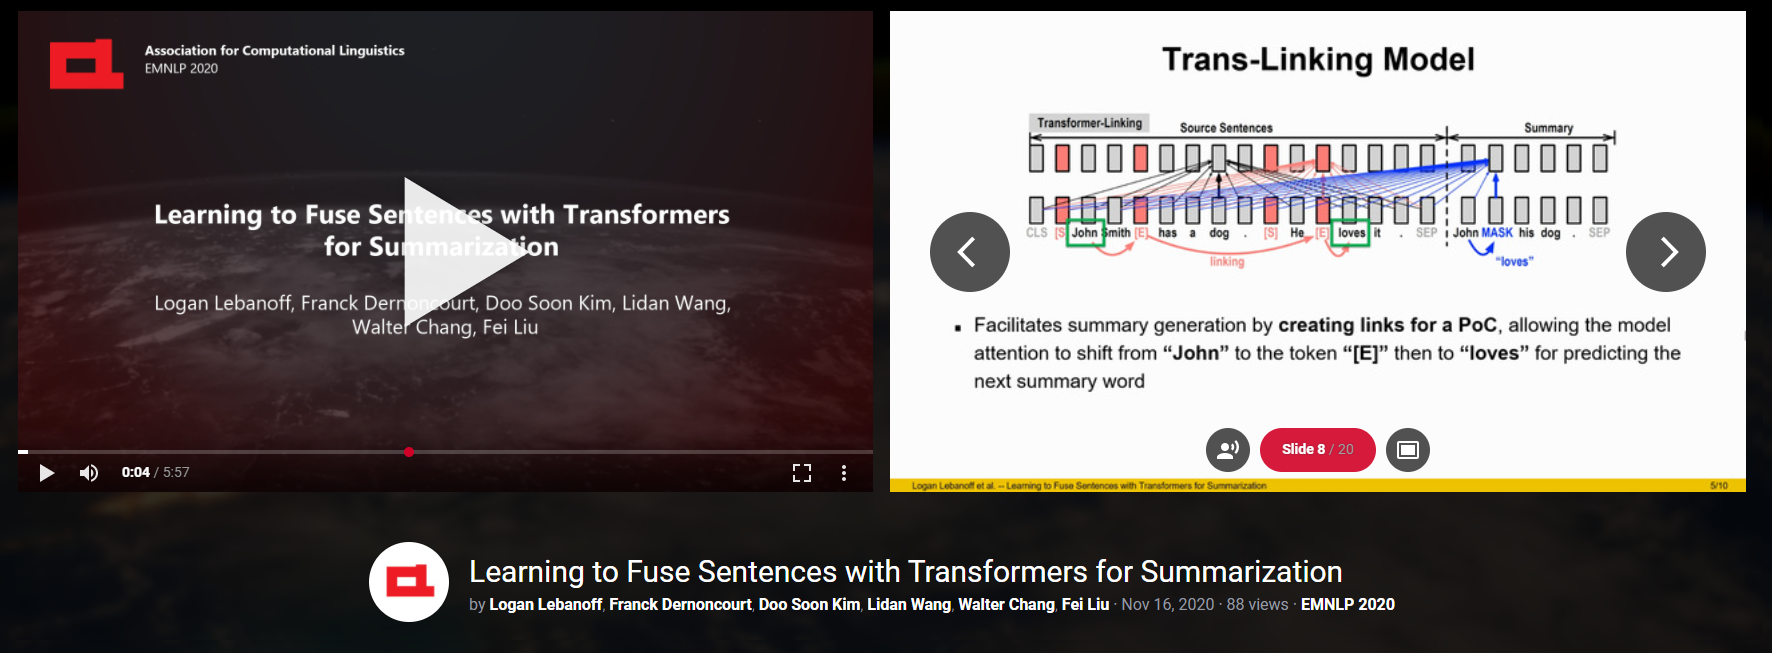 Association for Computational Linguistics
EMNLP 2020
Learning to Fuse Sentences with Transformers
for Summarization
Logan Lebanoff, Franck Dernoncourt, Doo Soon Kim, Lidan Wang,
Walter Chang, Fei Liu
0:04 / 5:57
Trans-Linking Model
Transformer-Linking
Source Sentences
Summary
CLS [S] John Smith [E] has a dog . [S] He [E] loves it . SEP John MASK his dog . SEP
linking
“loves”
▪ Facilitates summary generation by creating links for a PoC, allowing the model
attention to shift from “John” to the token “[E]” then to “loves” for predicting the
next summary word
Slide 8 / 20
Logan Lebanoff et al. -- Learning to Fuse Sentences with Transformers for Summarization
5/10
Learning to Fuse Sentences with Transformers for Summarization
by Logan Lebanoff, Franck Dernoncourt, Doo Soon Kim, Lidan Wang, Walter Chang, Fei Liu · Nov 16, 2020 · 88 views · EMNLP 2020